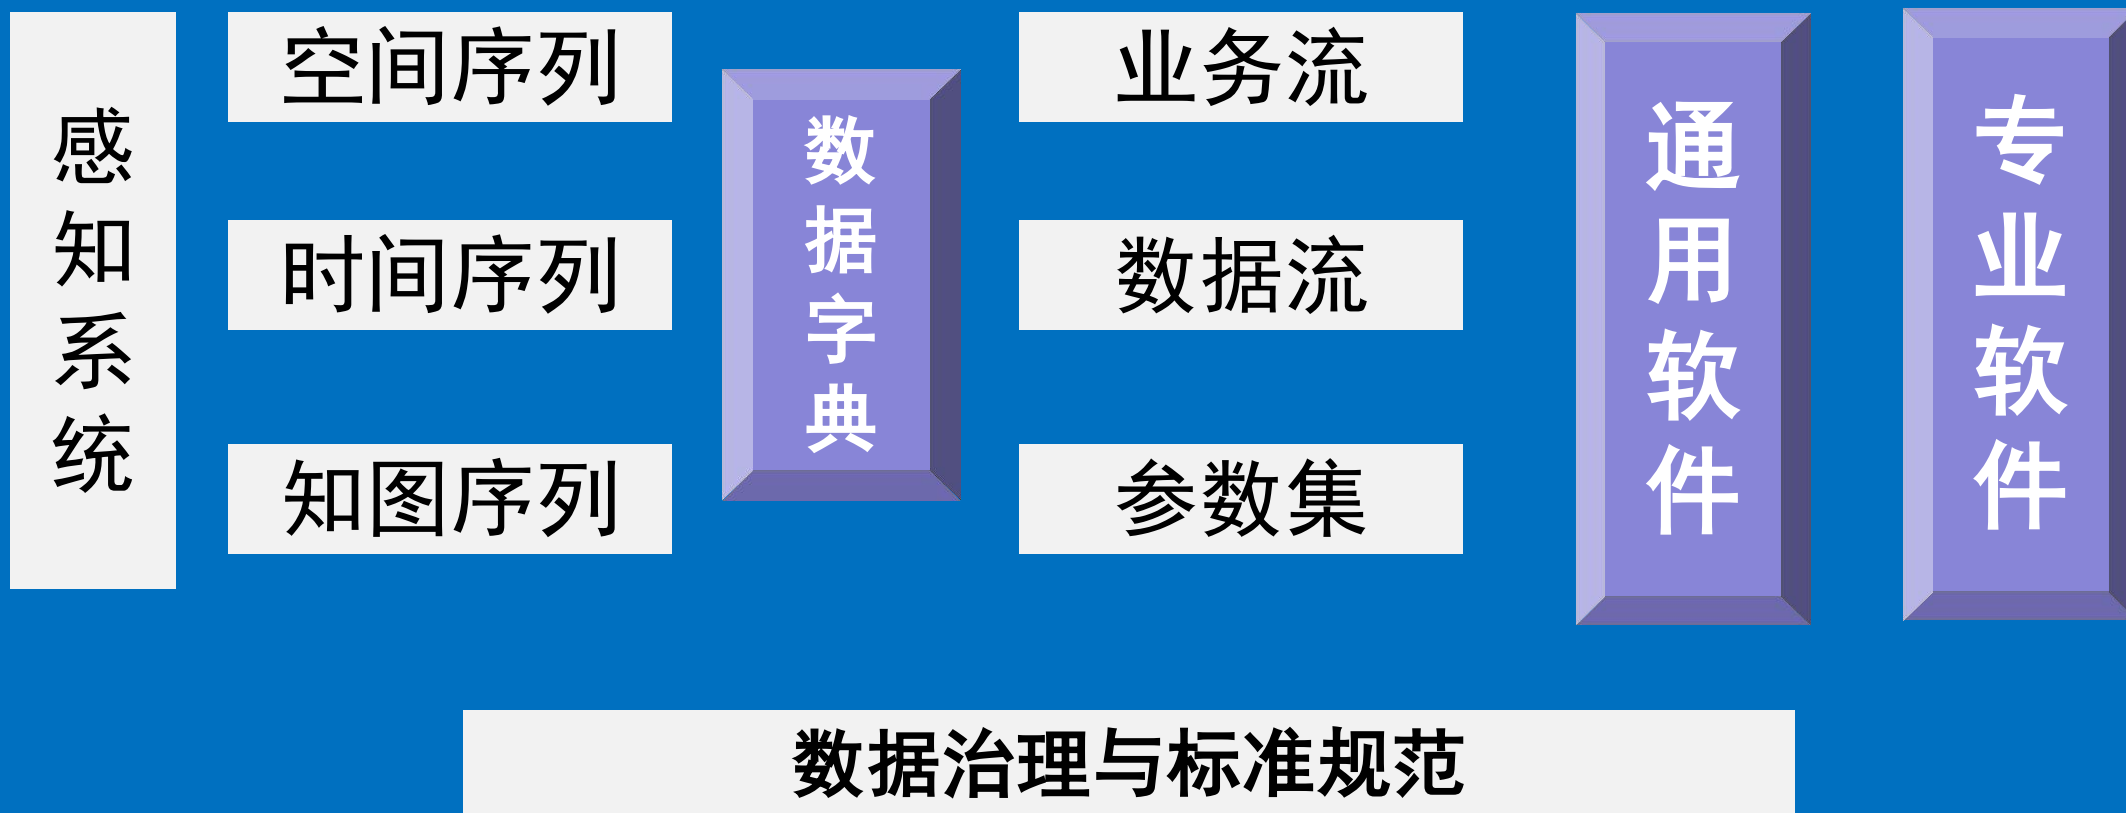 感知系统
空间序列
时间序列
知图序列
数据字典
业务流
数据流
参数集
通用软件
专业软件
数据治理与标准规范